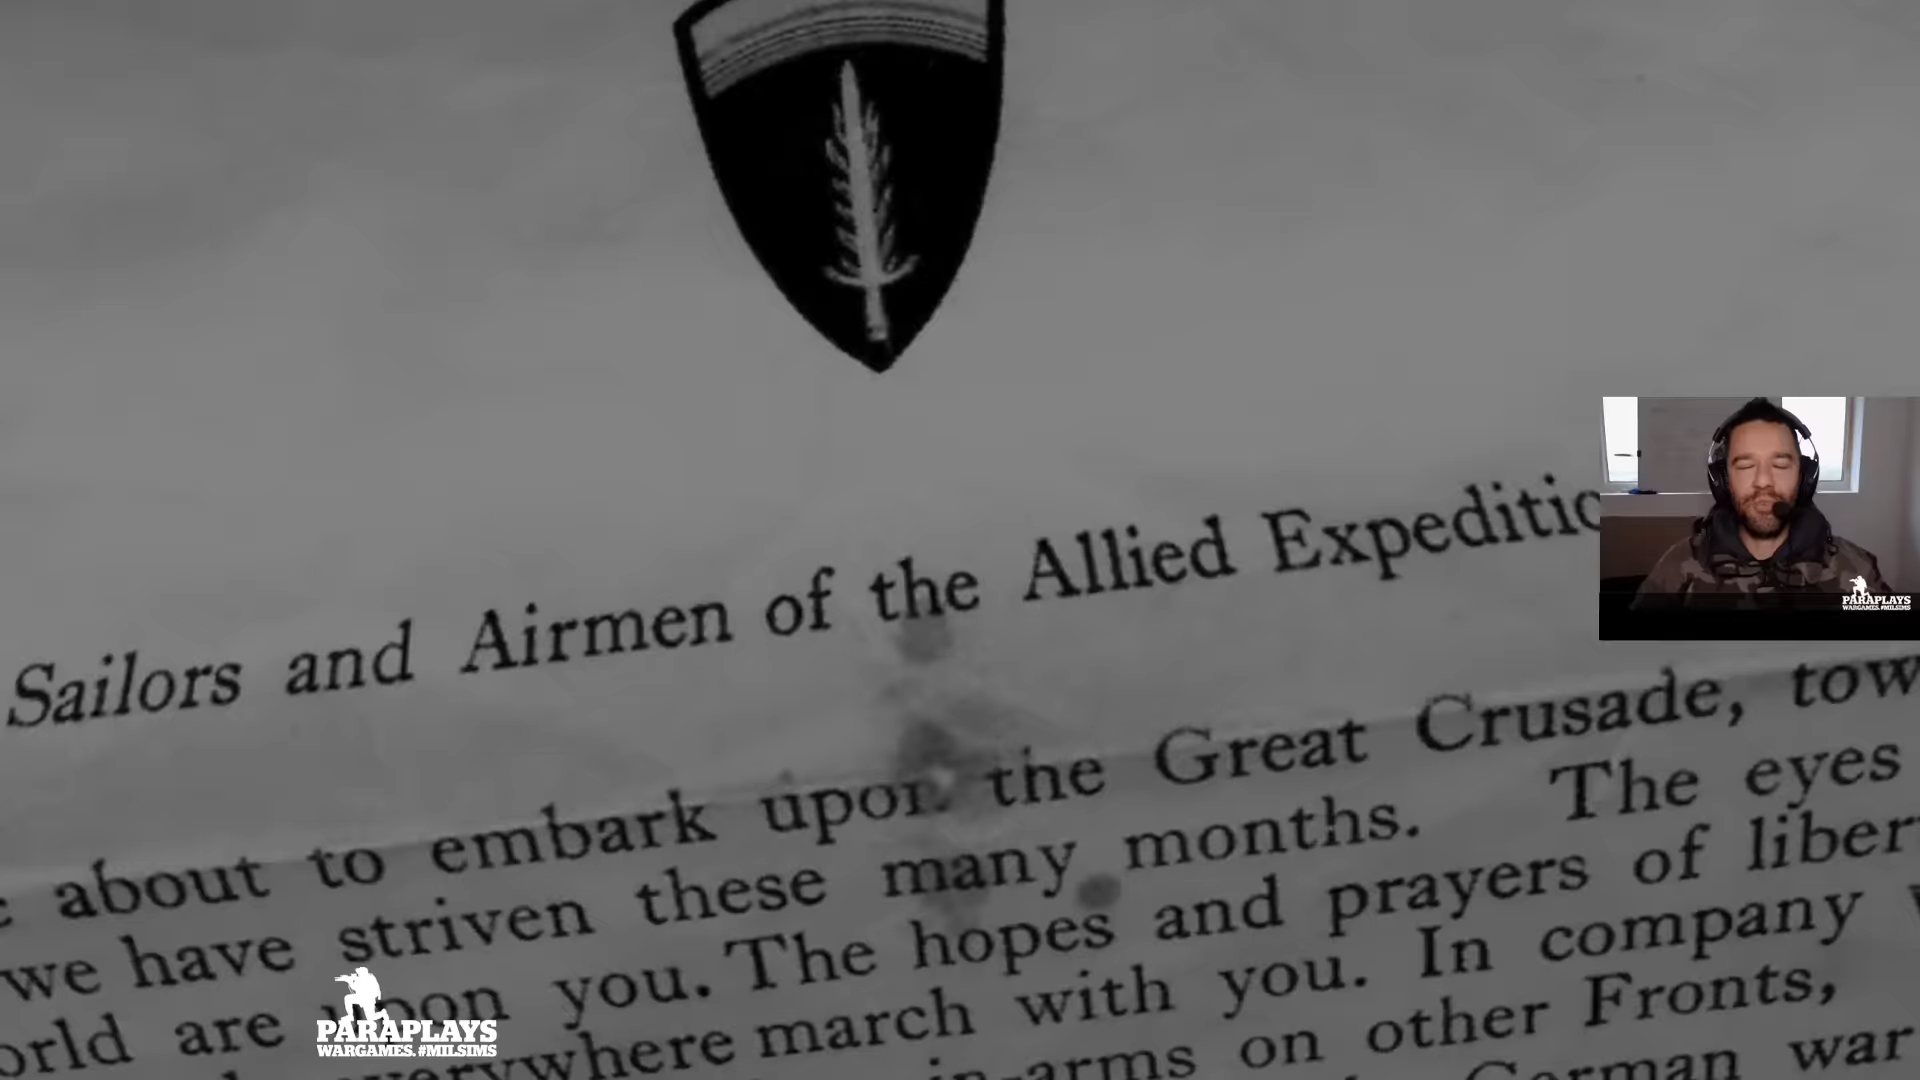 Sailors and Airmen of the Allied Expeditio
about to embark upon the Great Crusade, tow
we have striven these many months. The eyes
orld are upon you. The hopes and prayers of liber
everywhere march with you. In company
in-arms on other Fronts,
German war
PARAPLAYS
WARGAMES. #MILSIMS
PARAPLAYS
WARGAMES. #MILSIMS